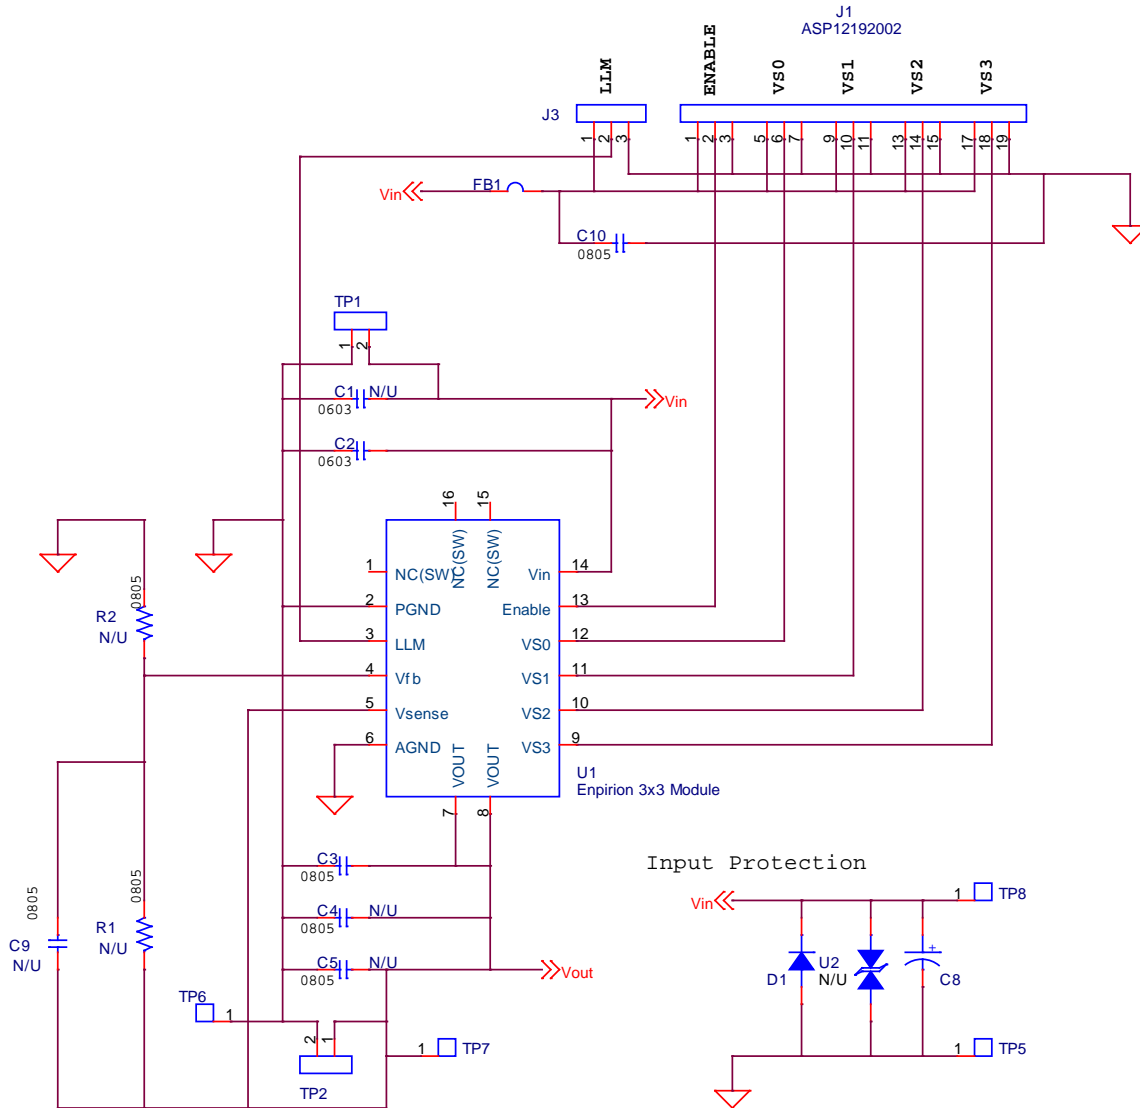 J1
ASP12192002
LLM
ENABLE
VS0
VS1
VS2
VS3
J3
1
2
3
1
2
3
5
6
7
9
10
11
13
14
15
17
18
19
Vin
FB1
C10
0805
TP1
1
2
C1
N/U
0603
Vin
C2
0603
16
15
NC(SW)
NC(SW)
1
NC(SW)
Vin
14
2
PGND
Enable
13
3
LLM
VS0
12
4
Vfb
VS1
11
5
Vsense
VS2
10
6
AGND
VS3
9
VOUT
VOUT
7
8
U1
Enpirion 3x3 Module
0805
R2
N/U
C3
0805
C4
N/U
0805
C5
N/U
0805
Vout
0805
0805
C9
N/U
R1
N/U
TP6
1
2
1
TP2
1
TP7
Input Protection
Vin
1
TP8
D1
U2
N/U
+
C8
1
TP5